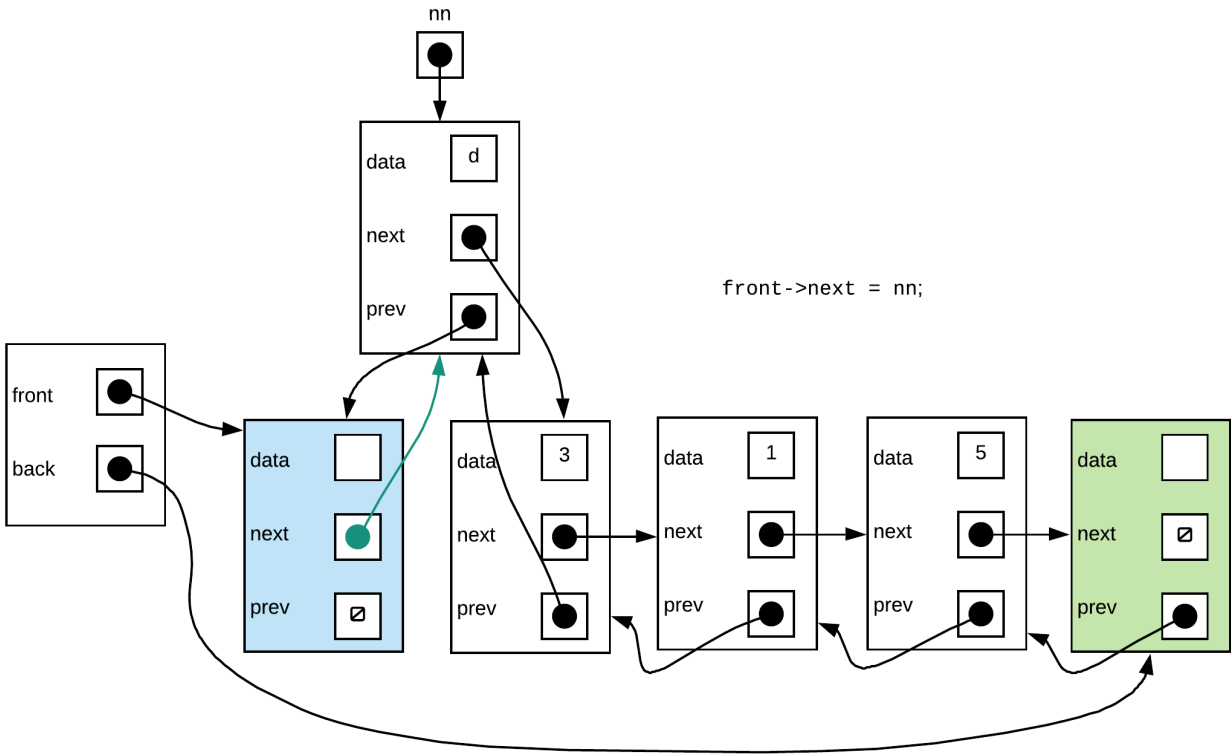 nn
data d
next
prev
front->next = nn;
front
back
data
next
prev
data 3
next
prev
data 1
next
prev
data 5
next
prev
data
next
prev